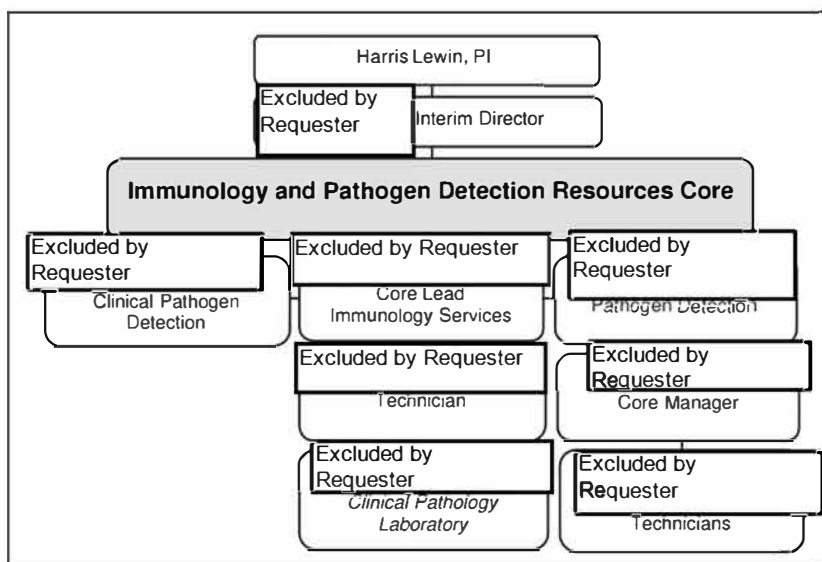 Harris Lewin, PI
Excluded by
Requester
Interim Director
Immunology and Pathogen Detection Resources Core
Excluded by
Requester
Clinical Pathogen
Detection
Excluded by Requester
Core Lead
Immunology Services
Excluded by
Requester
Pathogen Detection
Excluded by Requester
Technician
Excluded by
Requester
Core Manager
Excluded by
Requester
Clinical Pathology
Laboratory
Excluded by
Requester
Technicians